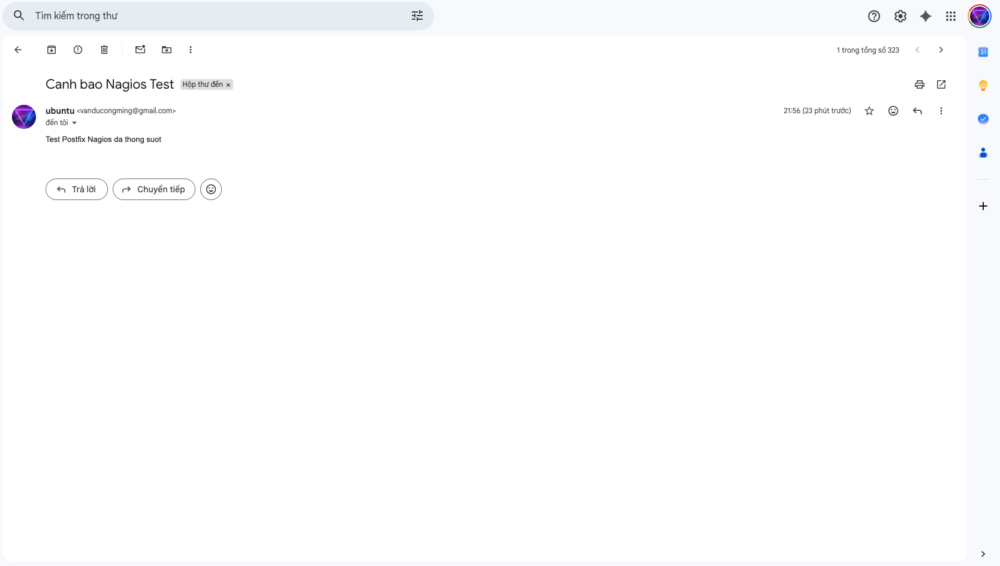 Tìm kiếm trong thư
1 trong tổng số 323
Canh bao Nagios Test Hộp thư đến ×
ubuntu <vanducongming@gmail.com> 21:56 (23 phút trước)
đến tôi
Test Postfix Nagios da thong suot
Trả lời Chuyển tiếp
31